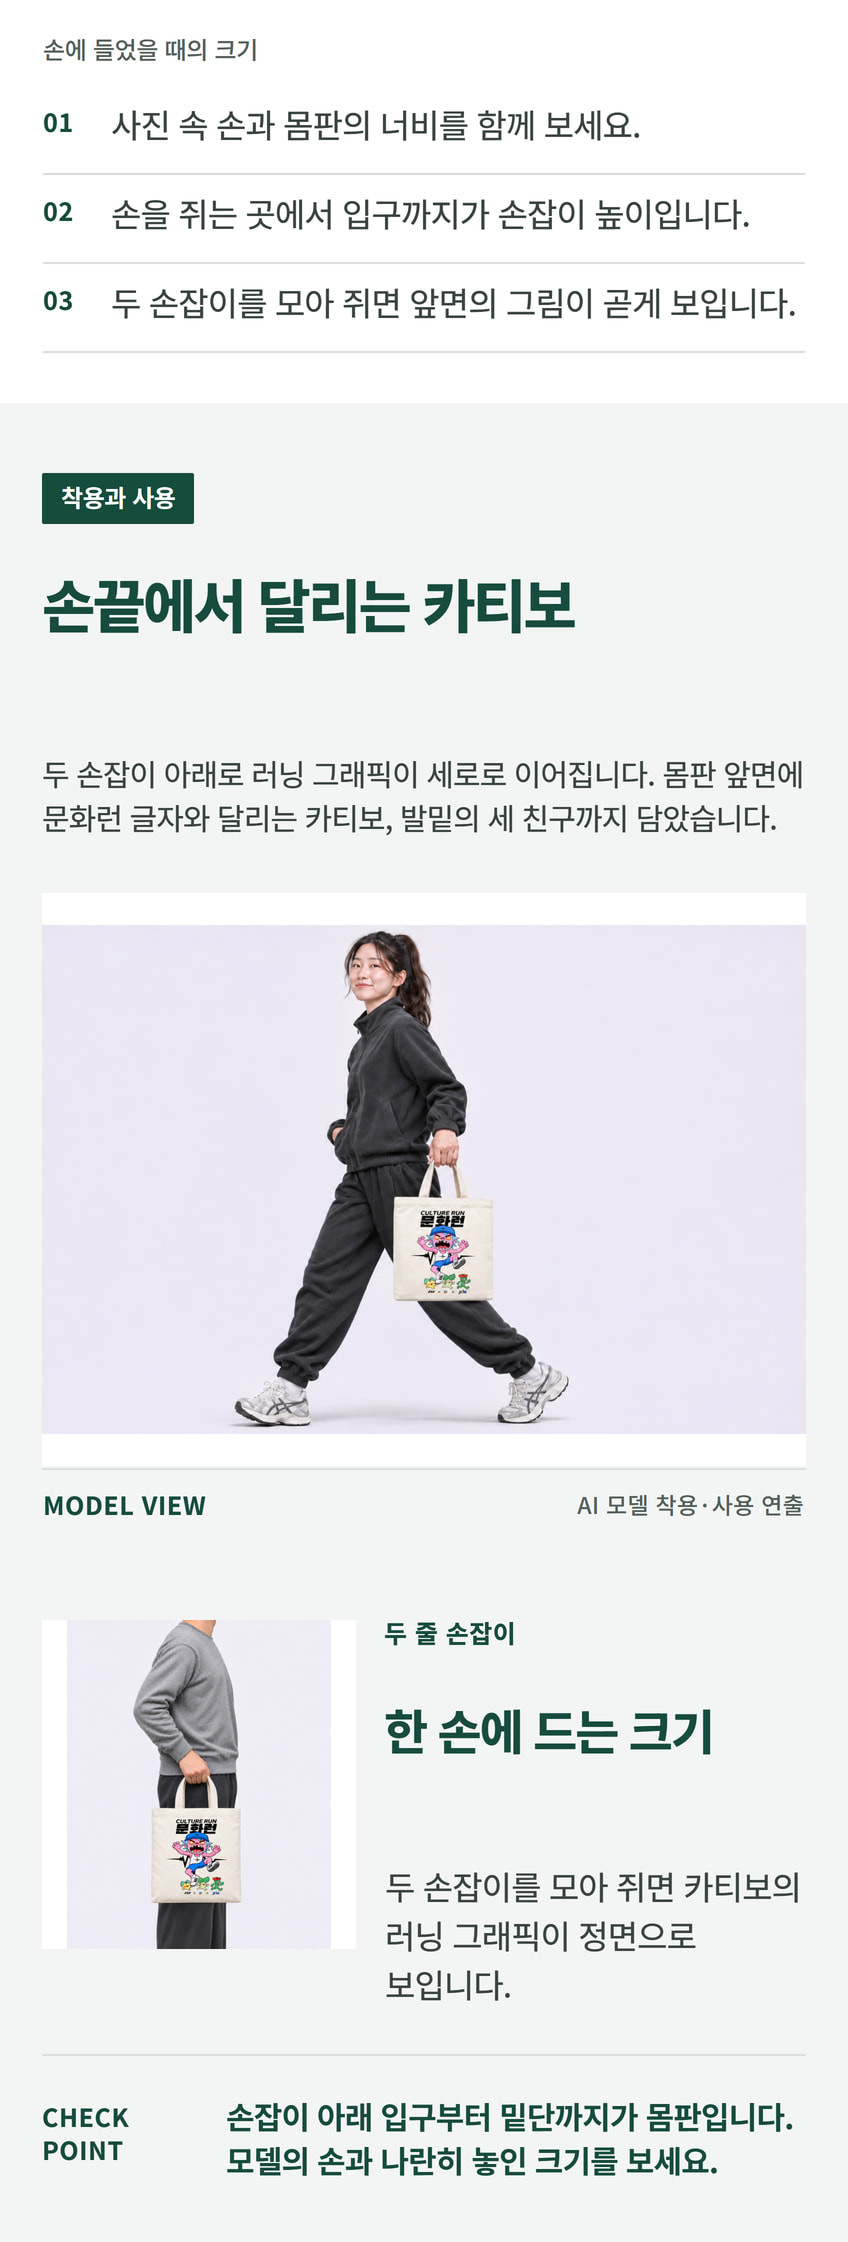 손에 들었을 때의 크기
01 사진 속 손과 몸판의 너비를 함께 보세요.
02 손을 쥐는 곳에서 입구까지가 손잡이 높이입니다.
03 두 손잡이를 모아 쥐면 앞면의 그림이 곧게 보입니다.
착용과 사용
손끝에서 달리는 카티보
두 손잡이 아래로 러닝 그래픽이 세로로 이어집니다. 몸판 앞면에
문화런 글자와 달리는 카티보, 발밑의 세 친구까지 담았습니다.
CULTURE RUN
문화런
MODEL VIEW
AI 모델 착용·사용 연출
두 줄 손잡이
한 손에 드는 크기
두 손잡이를 모아 쥐면 카티보의
러닝 그래픽이 정면으로
보입니다.
CULTURE RUN
문화런
CHECK
POINT
손잡이 아래 입구부터 밑단까지가 몸판입니다.
모델의 손과 나란히 놓인 크기를 보세요.